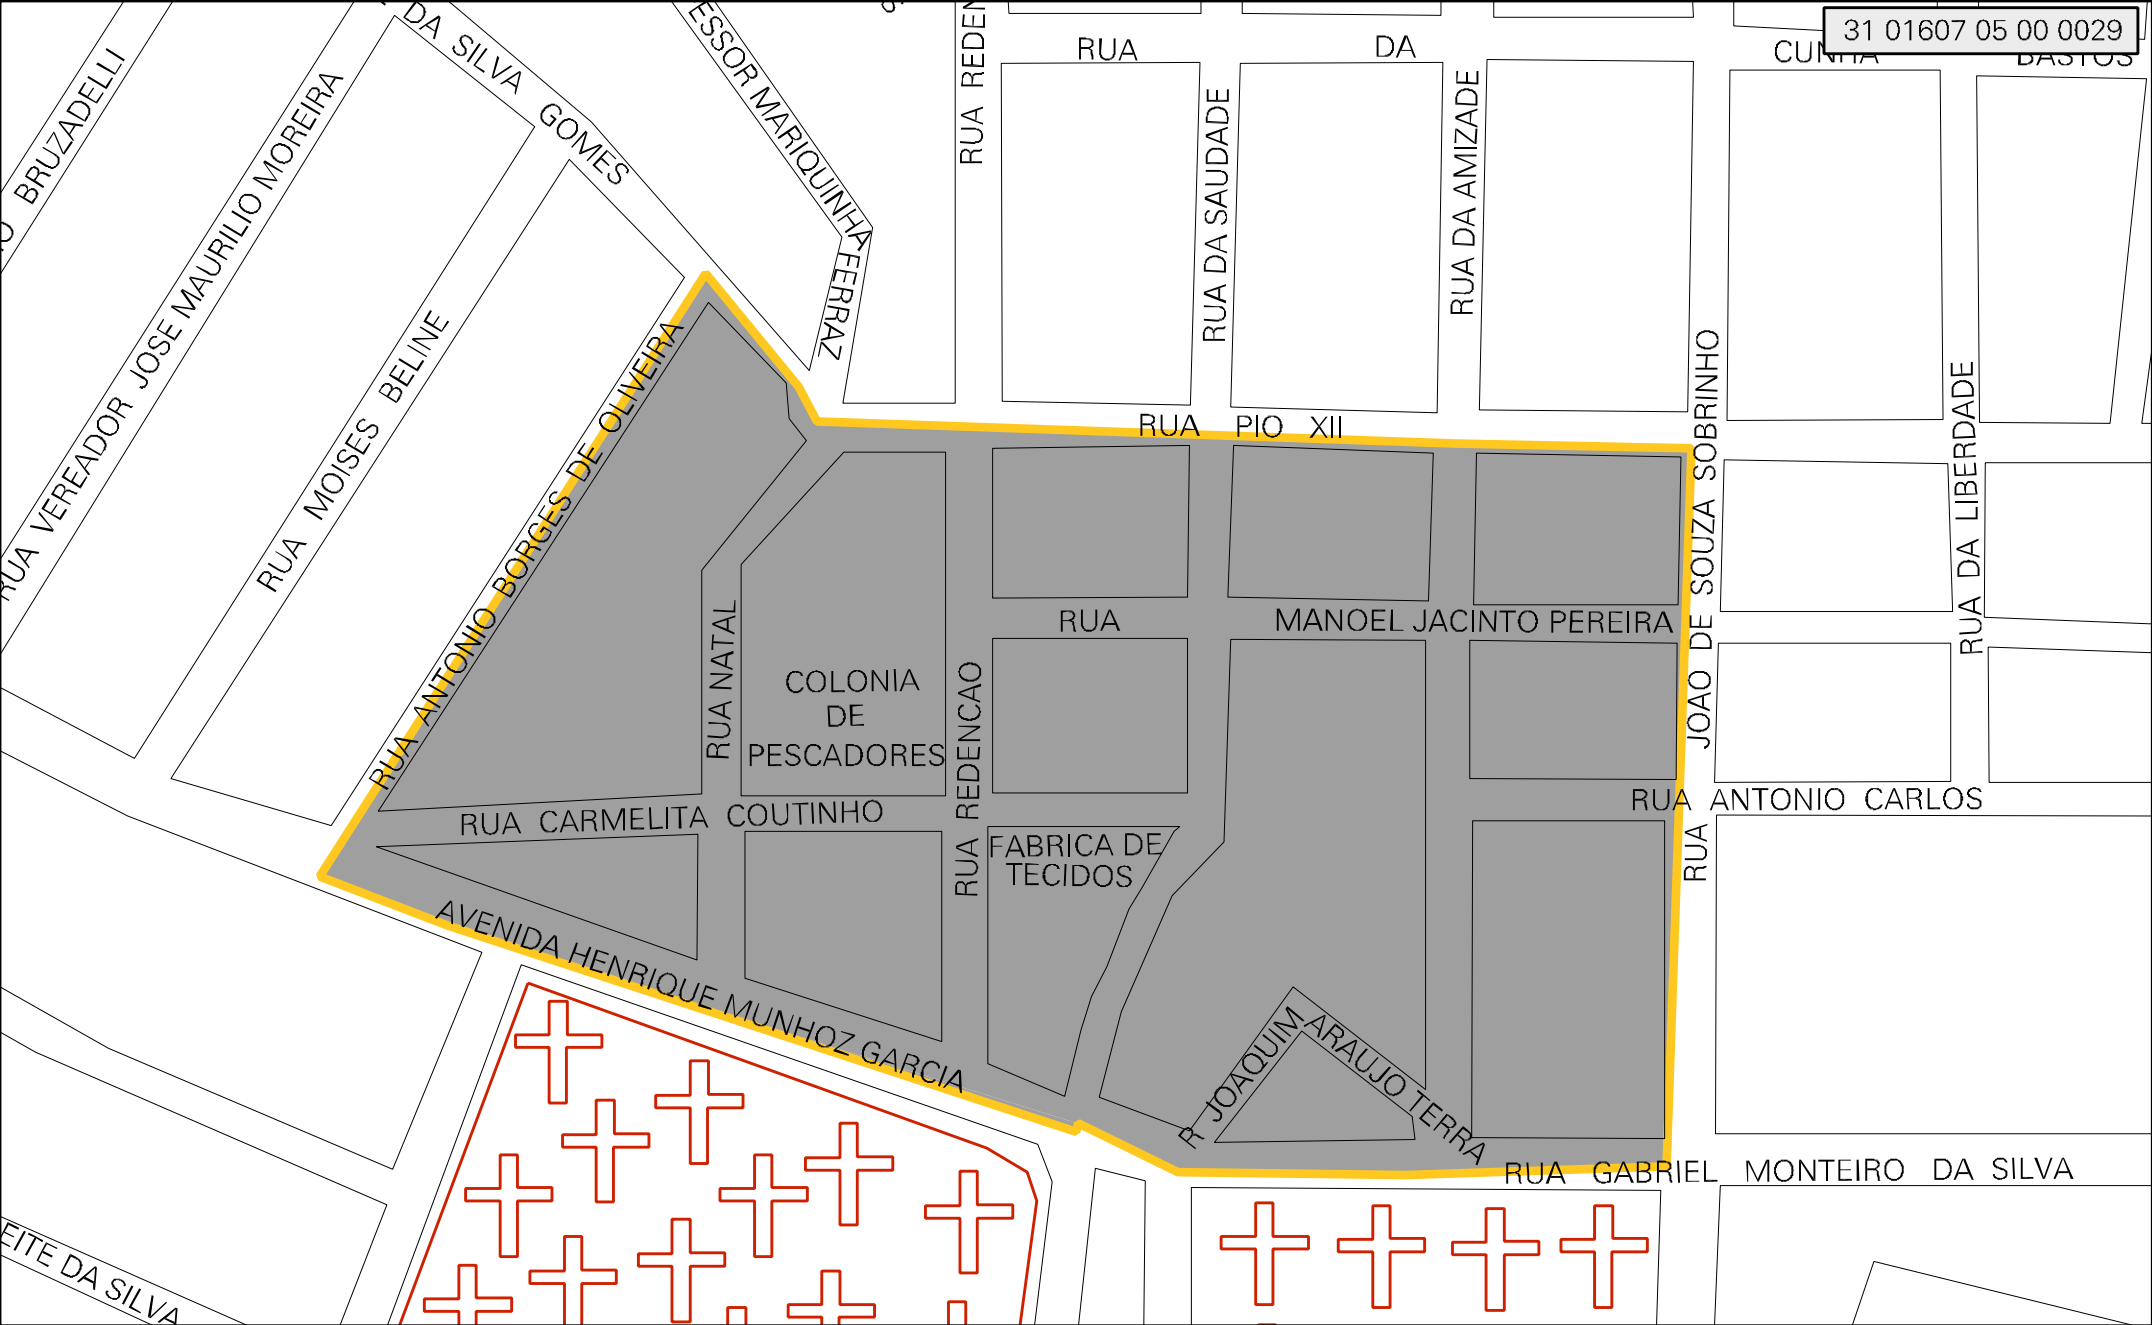 31 01607 05 00 0029
DA SILVA GOMES
ESSOR MARIQUINHA FERRAZ
RUA REDEN
RUA DA CUNHA BASTOS
BRUZADELLI
RUA VEREADOR JOSE MAURILIO MOREIRA
RUA MOISES BELINE
RUA DA SAUDADE
RUA DA AMIZADE
RUA JOAO DE SOUZA SOBRINHO
RUA DA LIBERDADE
RUA ANTONIO BORGES DE OLIVEIRA
RUA PIO XII
RUA MANOEL JACINTO PEREIRA
RUA NATAL
COLONIA
DE
PESCADORES
RUA REDENCAO
RUA CARMELITA COUTINHO
RUA ANTONIO CARLOS
FABRICA DE
TECIDOS
AVENIDA HENRIQUE MUNHOZ GARCIA
R JOAQUIM ARAUJO TERRA
RUA GABRIEL MONTEIRO DA SILVA
EITE DA SILVA